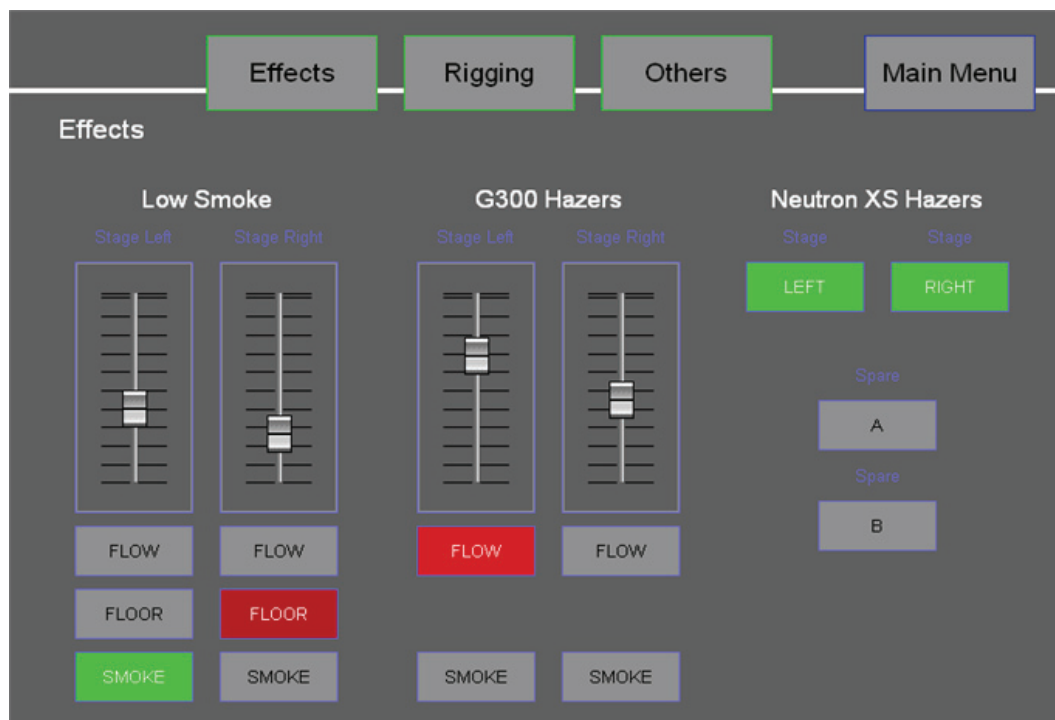 Effects Rigging Others Main Menu
Effects
Low Smoke G300 Hazers Neutron XS Hazers
Stage Left Stage Right Stage Left Stage Right Stage Stage
LEFT RIGHT
Spare
A
Spare
B
FLOW FLOW FLOW FLOW
FLOOR FLOOR
SMOKE SMOKE SMOKE SMOKE